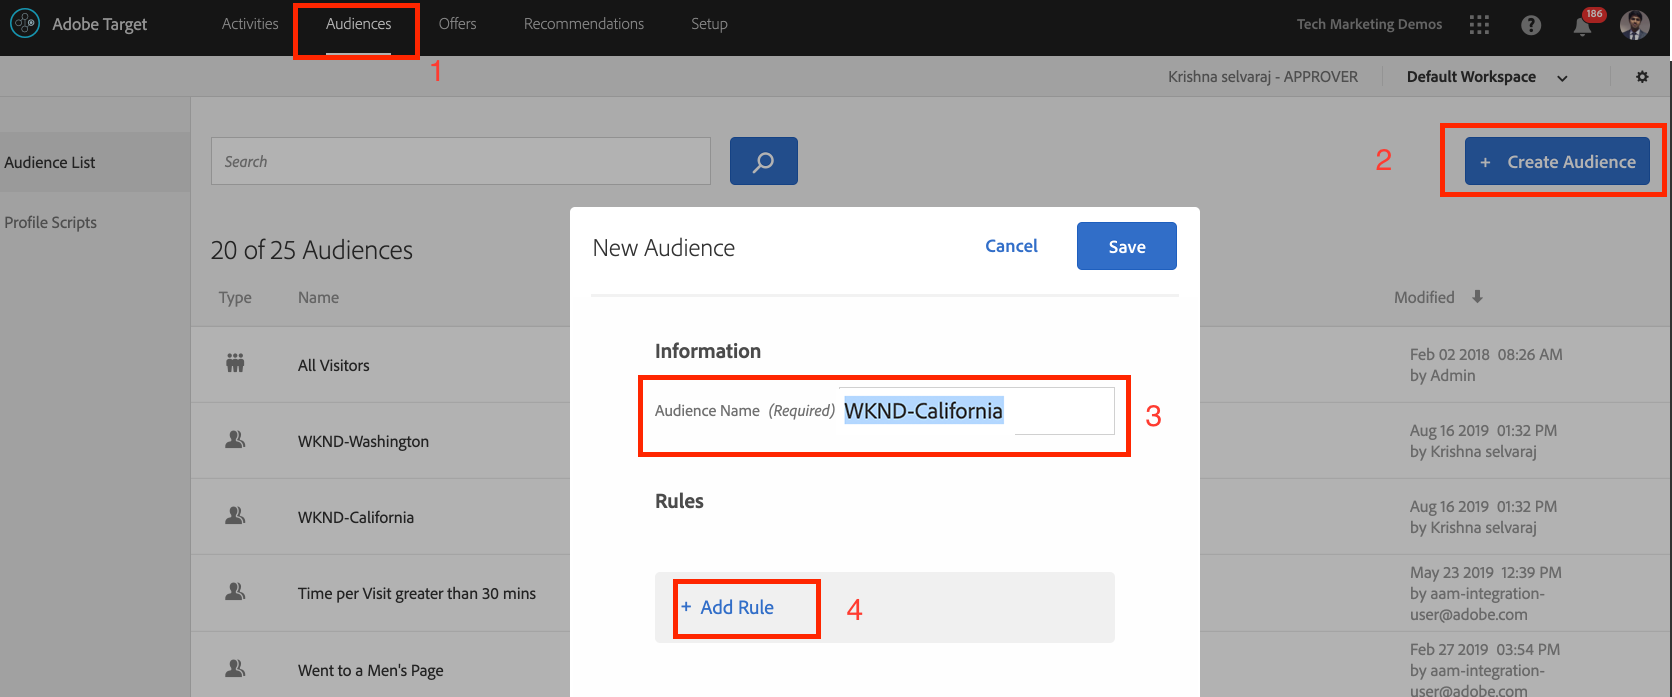 Adobe Target Activities Audiences Offers Recommendations Setup Tech Marketing Demos 186
1
Krishna selvaraj - APPROVER Default Workspace
Audience List
Search
2
+ Create Audience
Profile Scripts
20 of 25 Audiences
New Audience Cancel Save
Type Name Modified
Information
All Visitors
Feb 02 2018 08:26 AM
by Admin
Audience Name (Required) WKND-California 3
WKND-Washington
Aug 16 2019 01:32 PM
by Krishna selvaraj
Rules
WKND-California
Aug 16 2019 01:32 PM
by Krishna selvaraj
Time per Visit greater than 30 mins
May 23 2019 12:39 PM
by aam-integration-
user@adobe.com
+ Add Rule 4
Went to a Men's Page
Feb 27 2019 03:54 PM
by aam-integration-
user@adobe.com